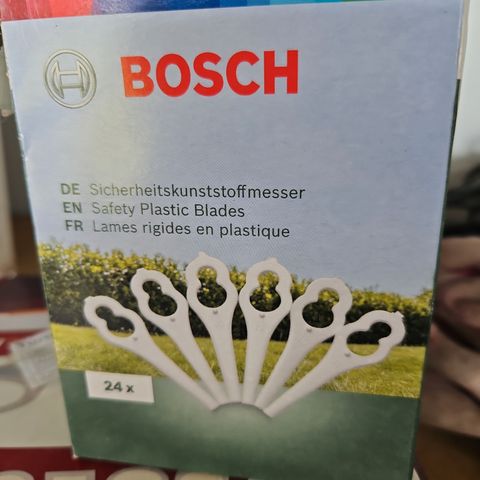 BOSCH
DE Sicherheitskunststoffmesser
EN Safety Plastic Blades
FR Lames rigides en plastique
24 x